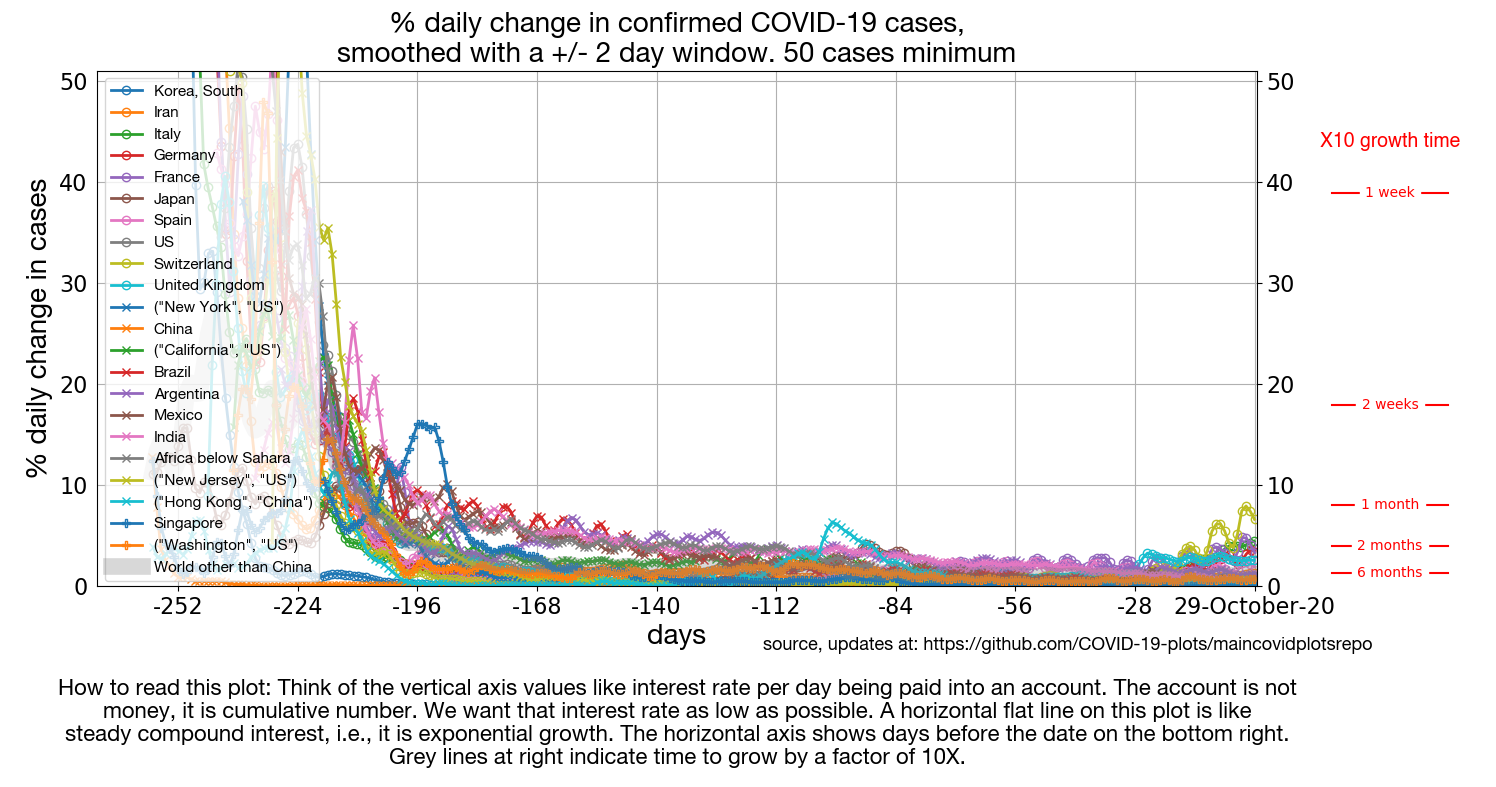 % daily change in confirmed COVID-19 cases,
smoothed with a +/- 2 day window. 50 cases minimum
% daily change in cases
50
40
30
20
10
0
Korea, South
Iran
Italy
Germany
France
Japan
Spain
US
Switzerland
United Kingdom
("New York", "US")
China
("California", "US")
Brazil
Argentina
Mexico
India
Africa below Sahara
("New Jersey", "US")
("Hong Kong", "China")
Singapore
("Washington", "US")
World other than China
50
40
30
20
10
0
X10 growth time
1 week
2 weeks
1 month
2 months
6 months
-252 -224 -196 -168 -140 -112 -84 -56 -28 29-October-20
days
source, updates at: https://github.com/COVID-19-plots/maincovidplotsrepo
How to read this plot: Think of the vertical axis values like interest rate per day being paid into an account. The account is not
money, it is cumulative number. We want that interest rate as low as possible. A horizontal flat line on this plot is like
steady compound interest, i.e., it is exponential growth. The horizontal axis shows days before the date on the bottom right.
Grey lines at right indicate time to grow by a factor of 10X.